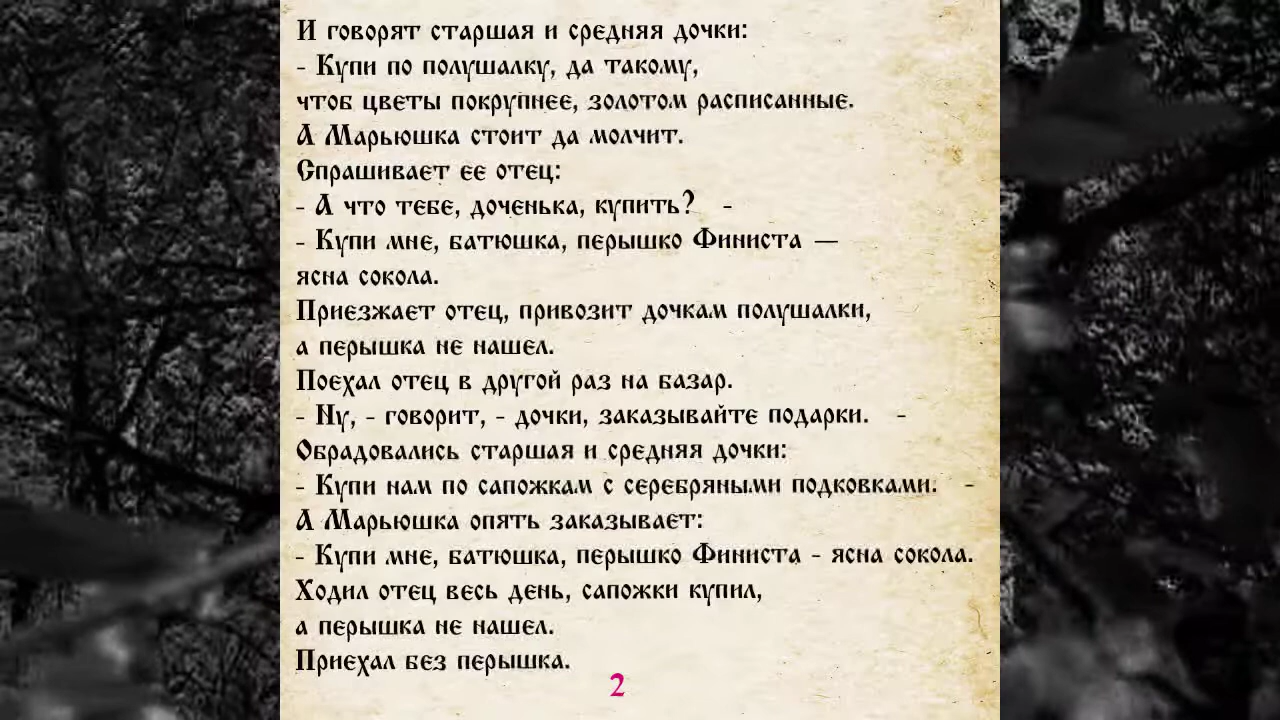 И говорят старшая и средняя дочки:
- Купи по полушалку, да такому,
чтоб цветы покрупнее, золотом расписанные.
А Марьюшка стоит да молчит.
Спрашивает ее отец:
- А что тебе, доченька, купить? -
- Купи мне, батюшка, перышко Финиста —
ясна сокола.
Приезжает отец, привозит дочкам полушалки,
а перышка не нашел.
Поехал отец в другой раз на базар.
- Ну, - говорит, - дочки, заказывайте подарки. -
Обрадовались старшая и средняя дочки:
- Купи нам по сапожкам с серебряными подковками. -
А Марьюшка опять заказывает:
- Купи мне, батюшка, перышко Финиста - ясна сокола.
Ходил отец весь день, сапожки купил,
а перышка не нашел.
Приехал без перышка.
2